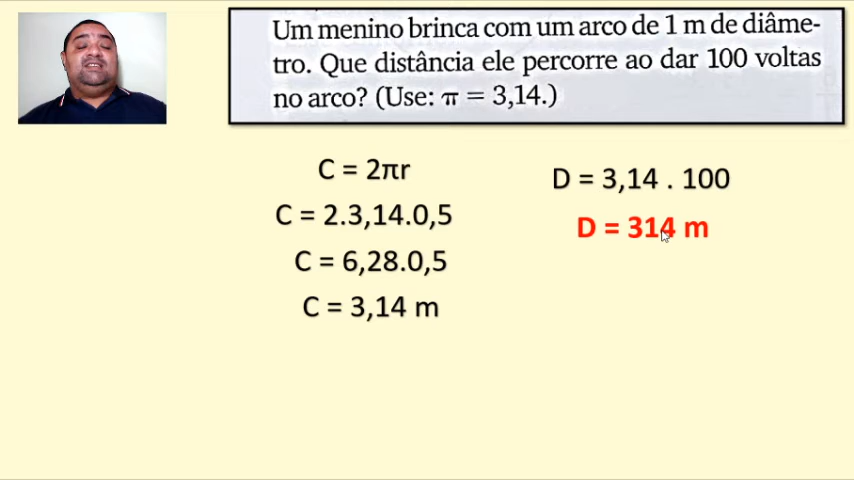 Um menino brinca com um arco de 1 m de diâme-
tro. Que distância ele percorre ao dar 100 voltas
no arco? (Use: π = 3,14.)
C = 2πr
C = 2.3,14.0,5
C = 6,28.0,5
C = 3,14 m
D = 3,14 . 100
D = 314 m